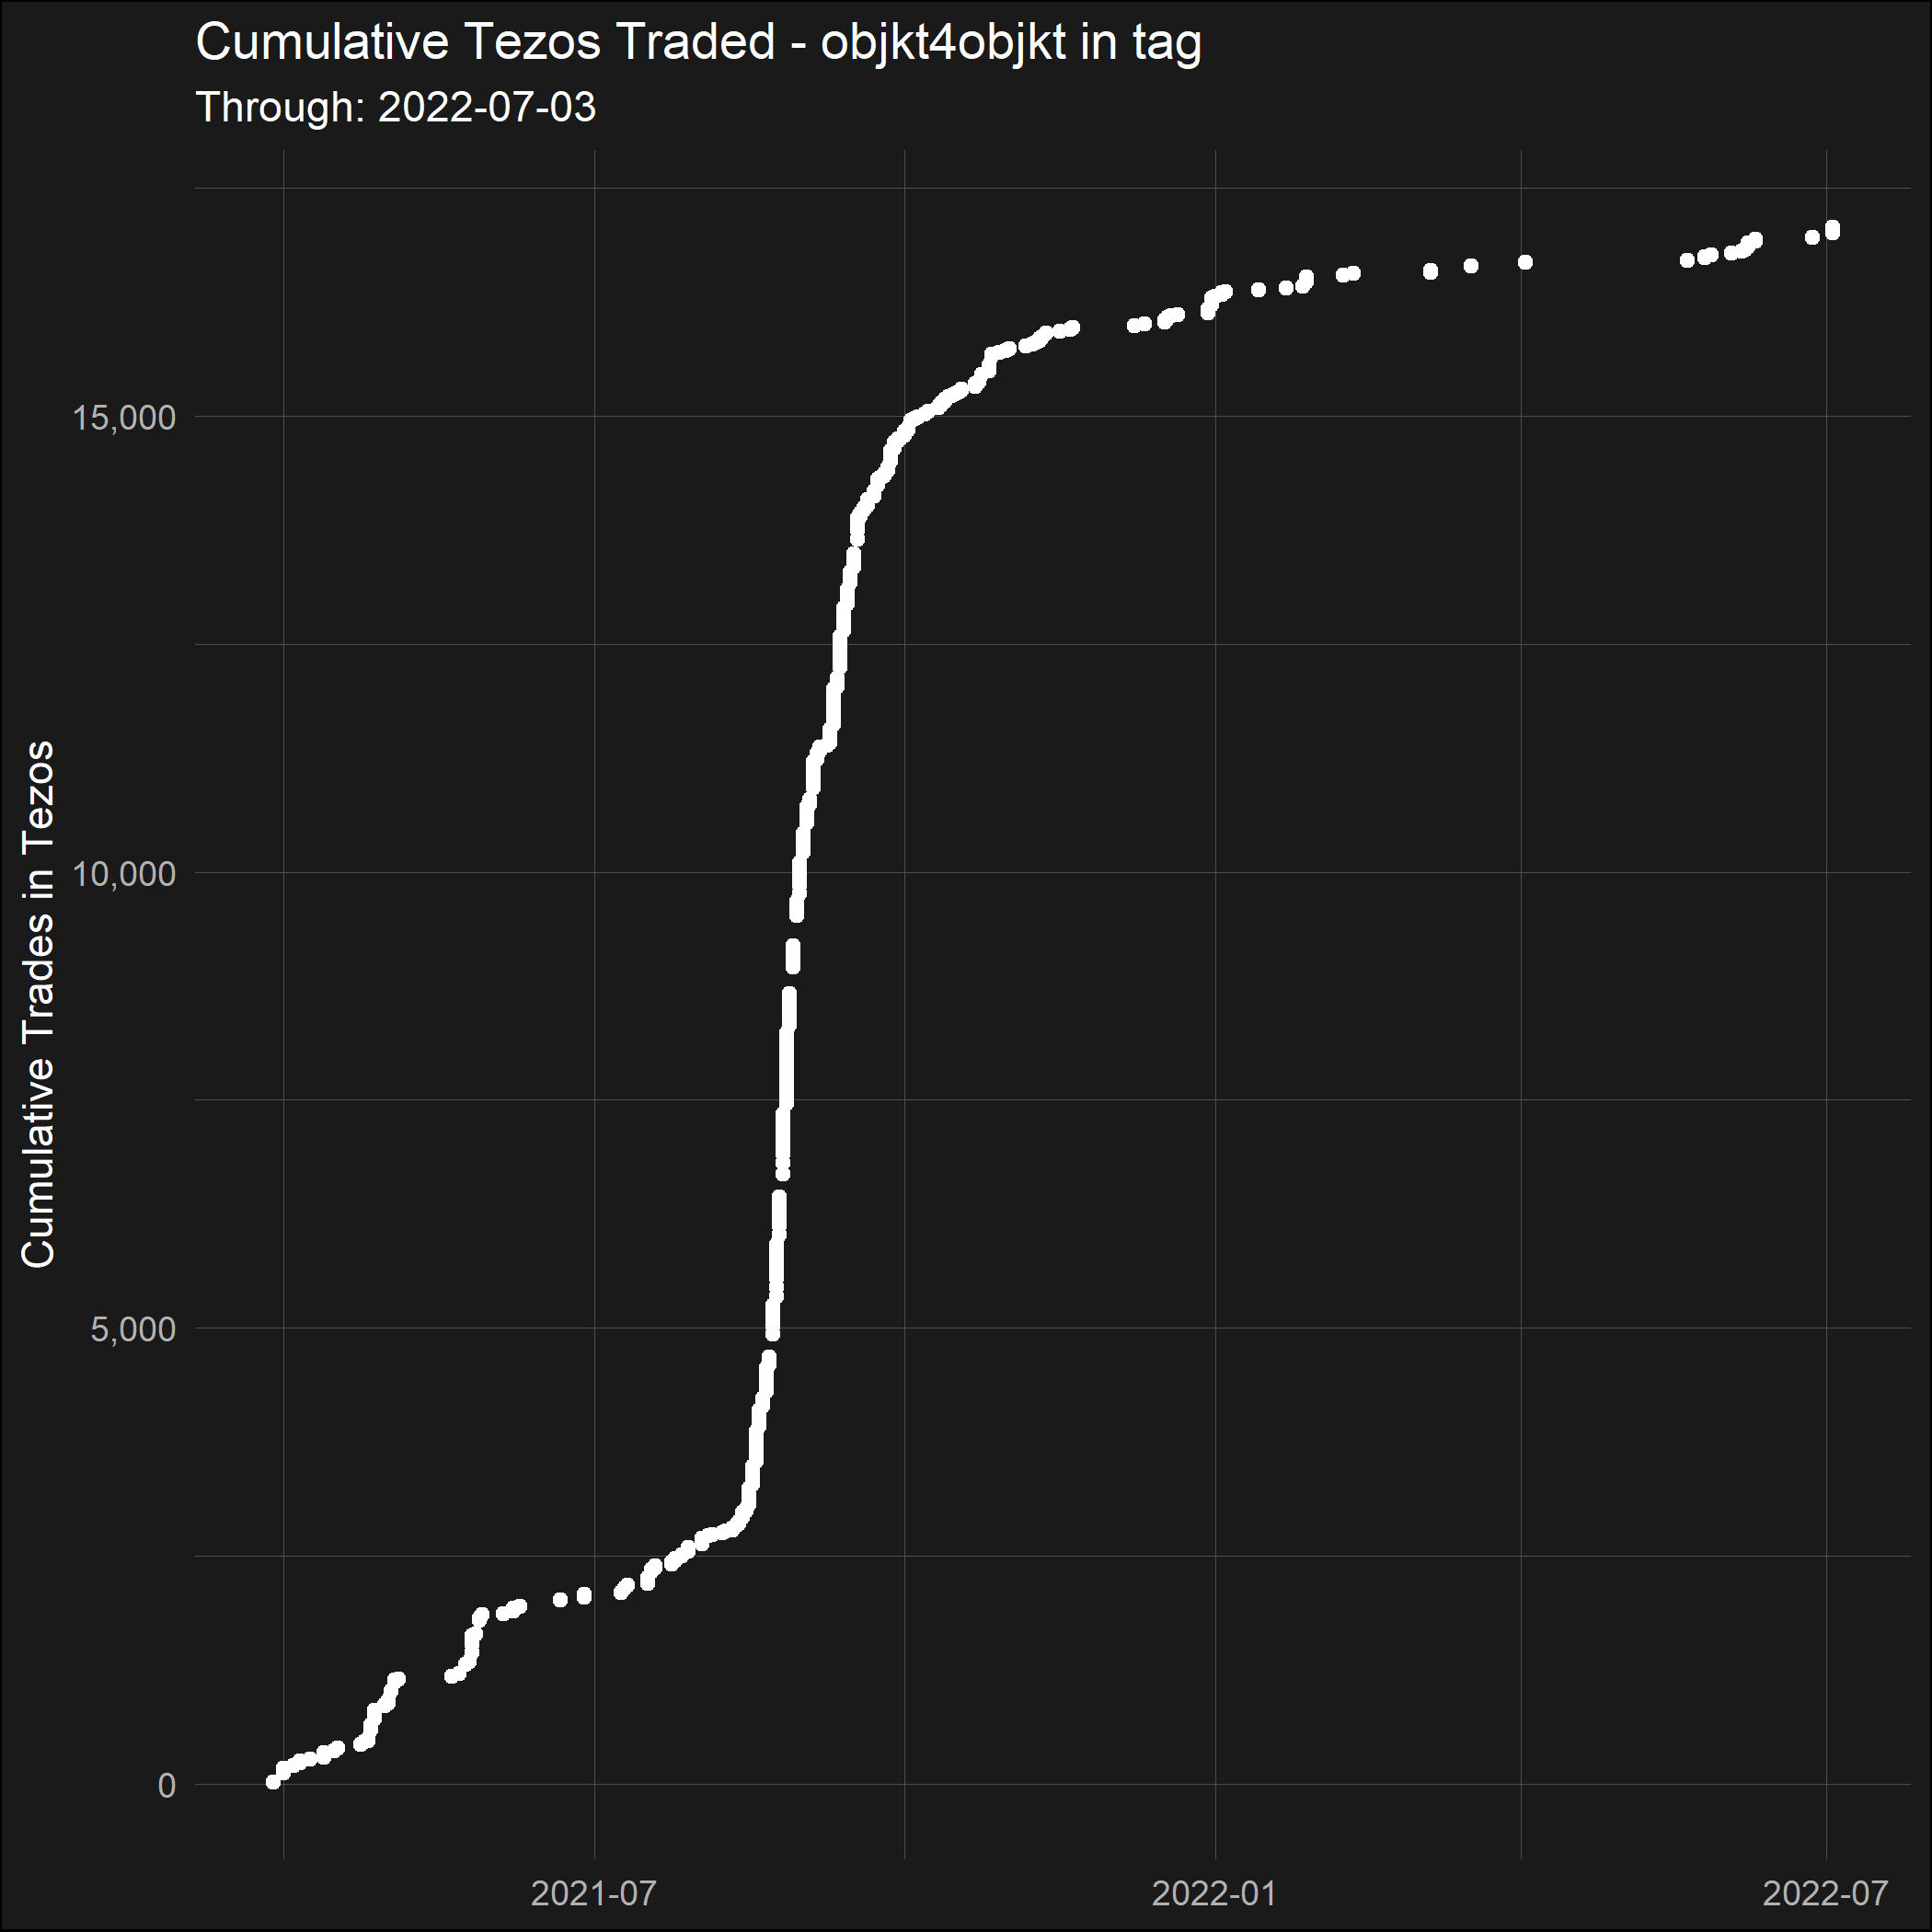 Cumulative Tezos Traded - objkt4objkt in tag
Through: 2022-07-03
Cumulative Trades in Tezos
15,000
10,000
5,000
0
2021-07
2022-01
2022-07